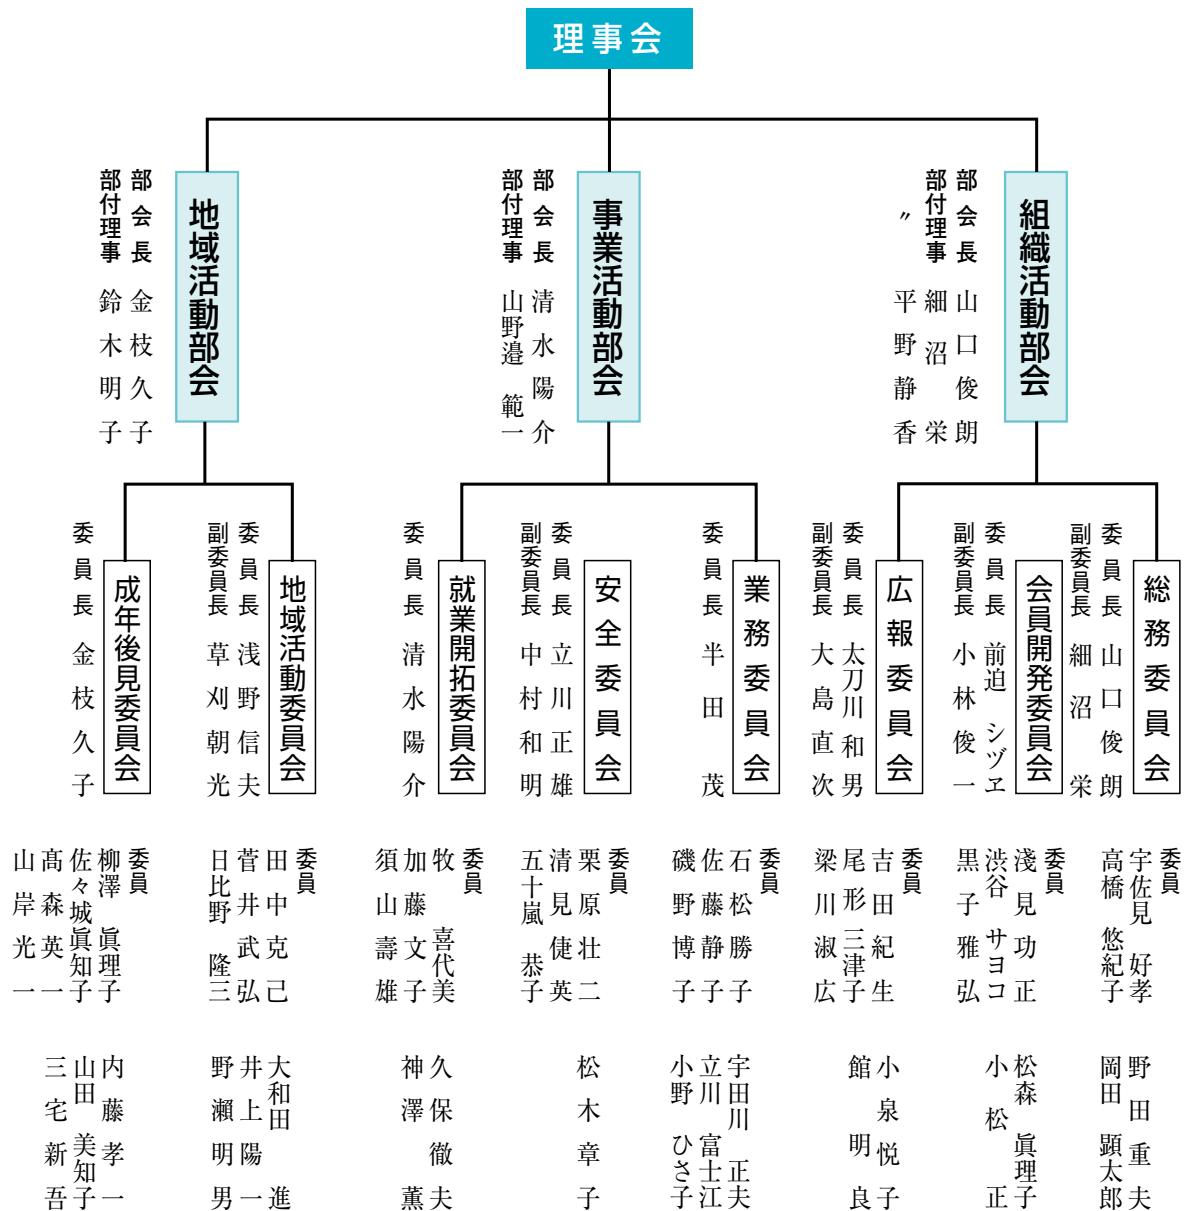 理事会
組織活動部会
部会長 山口俊朗
部付理事 細沼栄
〃 平野静香
事業活動部会
部会長 清水陽介
部付理事 山野邉範一
地域活動部会
部会長 金枝久子
部付理事 鈴木明子
総務委員会
委員長 山口俊朗
副委員長 細沼栄
委員
宇佐見好孝
高橋悠紀子
野田重夫
岡田顕太郎
会員開発委員会
委員長 前迫シヅヱ
副委員長 小林俊一
委員
淺見功正
渋谷サヨコ
黒子雅弘
松森眞理子
小松正
広報委員会
委員長 太刀川和男
副委員長 大島直次
委員
吉田紀生
尾形三津子
梁川淑広
小泉悦子
館明良
業務委員会
委員長 半田茂
委員
石松勝子
佐藤静子
磯野博子
宇田川正夫
立川富士江
小野ひさ子
安全委員会
委員長 立川正雄
副委員長 中村和明
委員
栗原壮二
清見倢英
五十嵐恭子
松木章子
就業開拓委員会
委員長 清水陽介
委員
牧喜代美
加藤文子
須山壽雄
久保徹夫
神澤薫
地域活動委員会
委員長 浅野信夫
副委員長 草刈朝光
委員
田中克己
菅井武弘
日比野隆三
大和田進
井上陽一
野瀬明男
成年後見委員会
委員長 金枝久子
委員
柳澤眞理子
佐々城眞知子
髙森英一
山岸光一
内藤孝一
山田美知子
三宅新吾